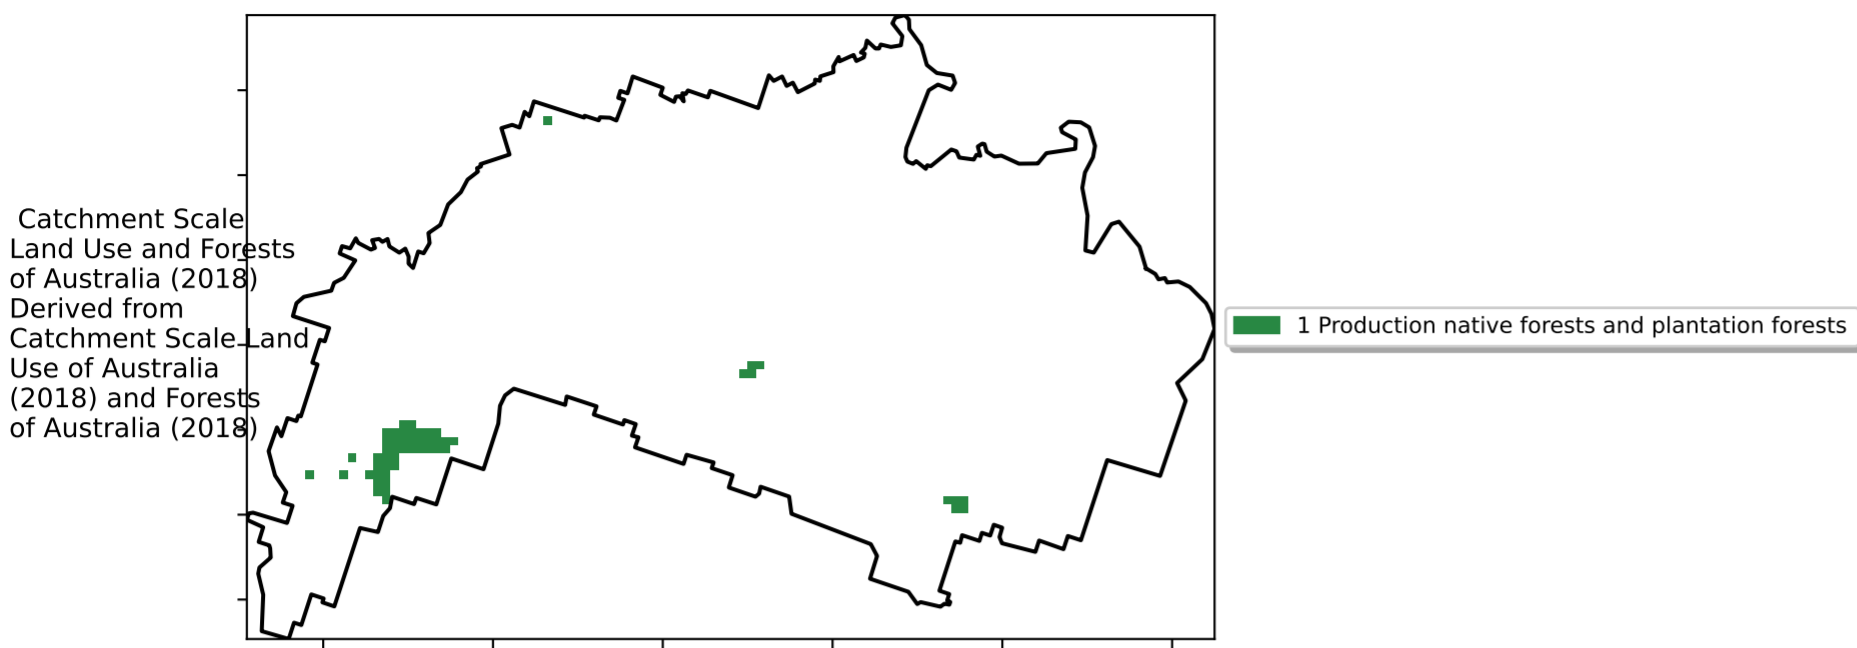 Catchment Scale
Land Use and Forests
of Australia (2018)
Derived from
Catchment Scale Land
Use of Australia
(2018) and Forests
of Australia (2018)
1 Production native forests and plantation forests